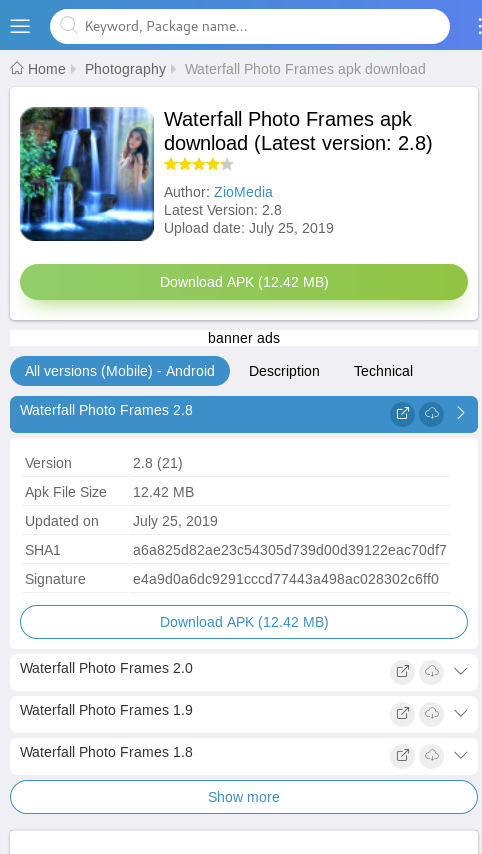 Keyword, Package name...
Home Photography Waterfall Photo Frames apk download
Waterfall Photo Frames apk
download (Latest version: 2.8)
Author: ZioMedia
Latest Version: 2.8
Upload date: July 25, 2019
Download APK (12.42 MB)
banner ads
All versions (Mobile) - Android Description Technical
Waterfall Photo Frames 2.8
Version 2.8 (21)
Apk File Size 12.42 MB
Updated on July 25, 2019
SHA1 a6a825d82ae23c54305d739d00d39122eac70df7
Signature e4a9d0a6dc9291cccd77443a498ac028302c6ff0
Download APK (12.42 MB)
Waterfall Photo Frames 2.0
Waterfall Photo Frames 1.9
Waterfall Photo Frames 1.8
Show more